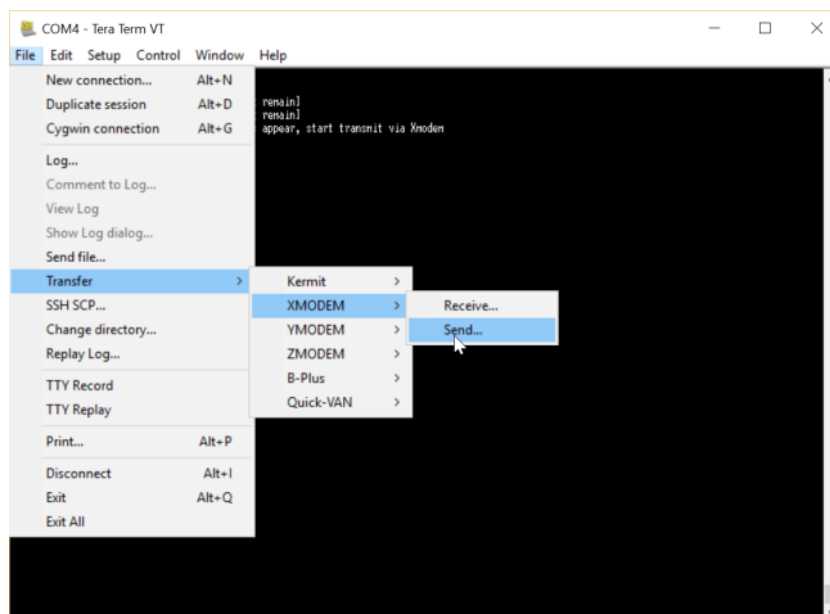 COM4 - Tera Term VT
File Edit Setup Control Window Help
New connection... Alt+N
Duplicate session Alt+D
Cygwin connection Alt+G
Log...
Comment to Log...
View Log
Show Log dialog...
Send file...
Transfer
SSH SCP...
Change directory...
Replay Log...
TTY Record
TTY Replay
Print... Alt+P
Disconnect Alt+I
Exit Alt+Q
Exit All
remain]
remain]
appear, start transmit via Xmodem
Kermit
XMODEM
YMODEM
ZMODEM
B-Plus
Quick-VAN
Receive...
Send...